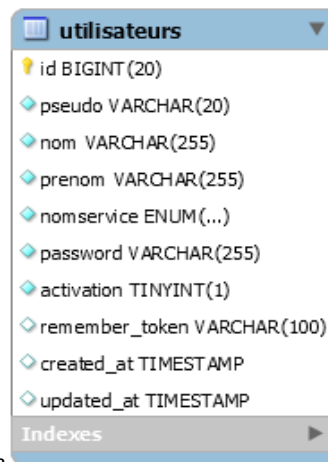 utilisateurs
id BIGINT(20)
pseudo VARCHAR(20)
nom VARCHAR(255)
prenom VARCHAR(255)
nomservice ENUM(...)
password VARCHAR(255)
activation TINYINT(1)
remember_token VARCHAR(100)
created_at TIMESTAMP
updated_at TIMESTAMP
Indexes